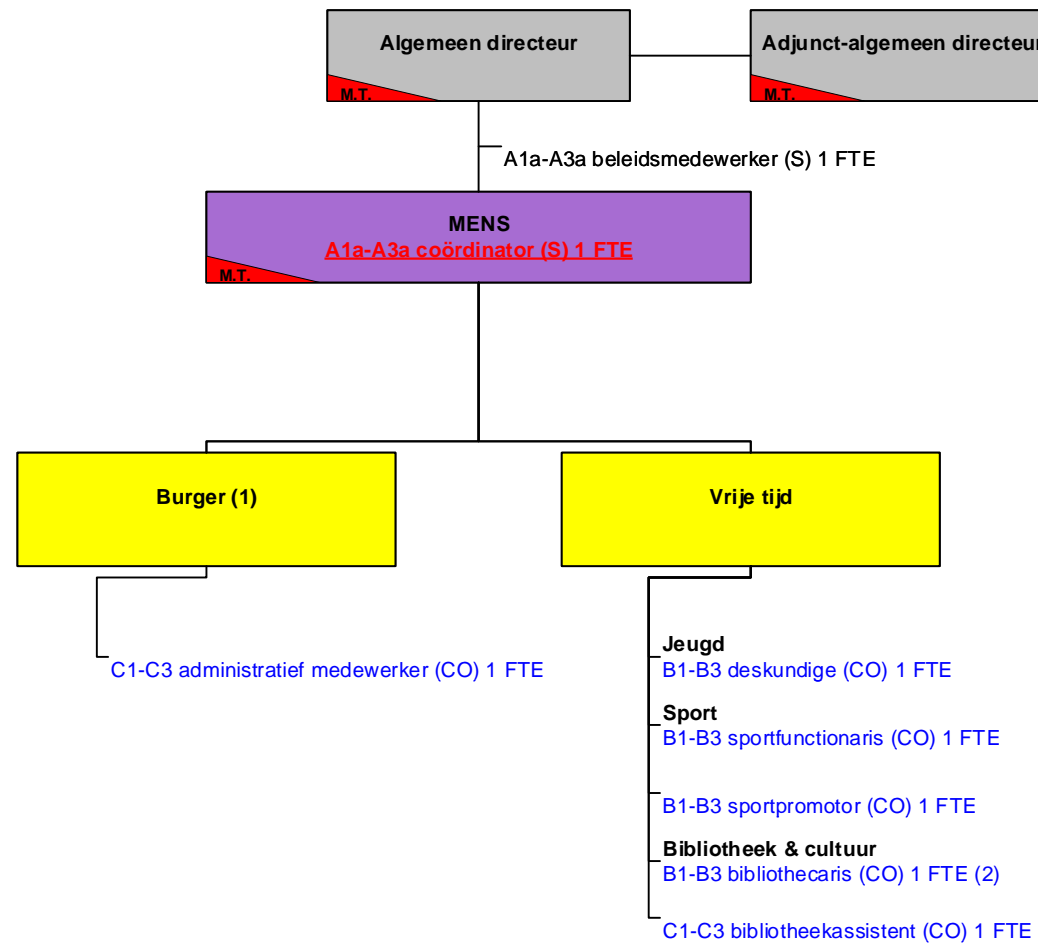 Algemeen directeur
M.T.
Adjunct-algemeen directeur
M.T.
A1a-A3a beleidsmedewerker (S) 1 FTE
MENS
A1a-A3a coördinator (S) 1 FTE
M.T.
Burger (1)
Vrije tijd
C1-C3 administratief medewerker (CO) 1 FTE
Jeugd
B1-B3 deskundige (CO) 1 FTE
Sport
B1-B3 sportfunctionaris (CO) 1 FTE
B1-B3 sportpromotor (CO) 1 FTE
Bibliotheek & cultuur
B1-B3 bibliothecaris (CO) 1 FTE (2)
C1-C3 bibliotheekassistent (CO) 1 FTE